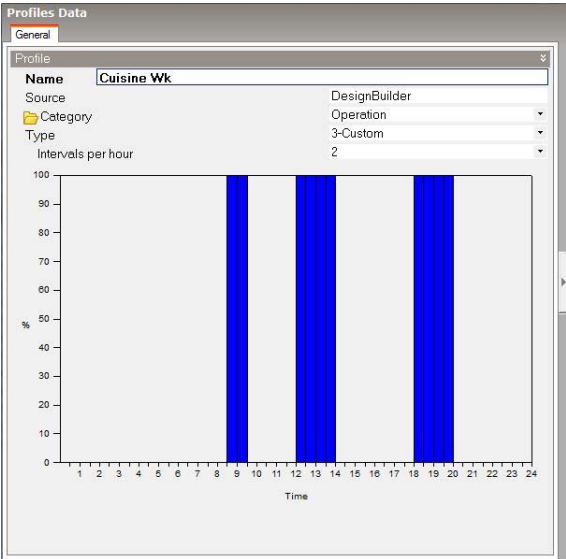 Profiles Data
General
Profile
Name Cuisine Wk
Source DesignBuilder
Category Operation
Type 3-Custom
Intervals per hour 2
100
90
80
70
60
50
%
40
30
20
10
0
1 2 3 4 5 6 7 8 9 10 11 12 13 14 15 16 17 18 19 20 21 22 23 24
Time